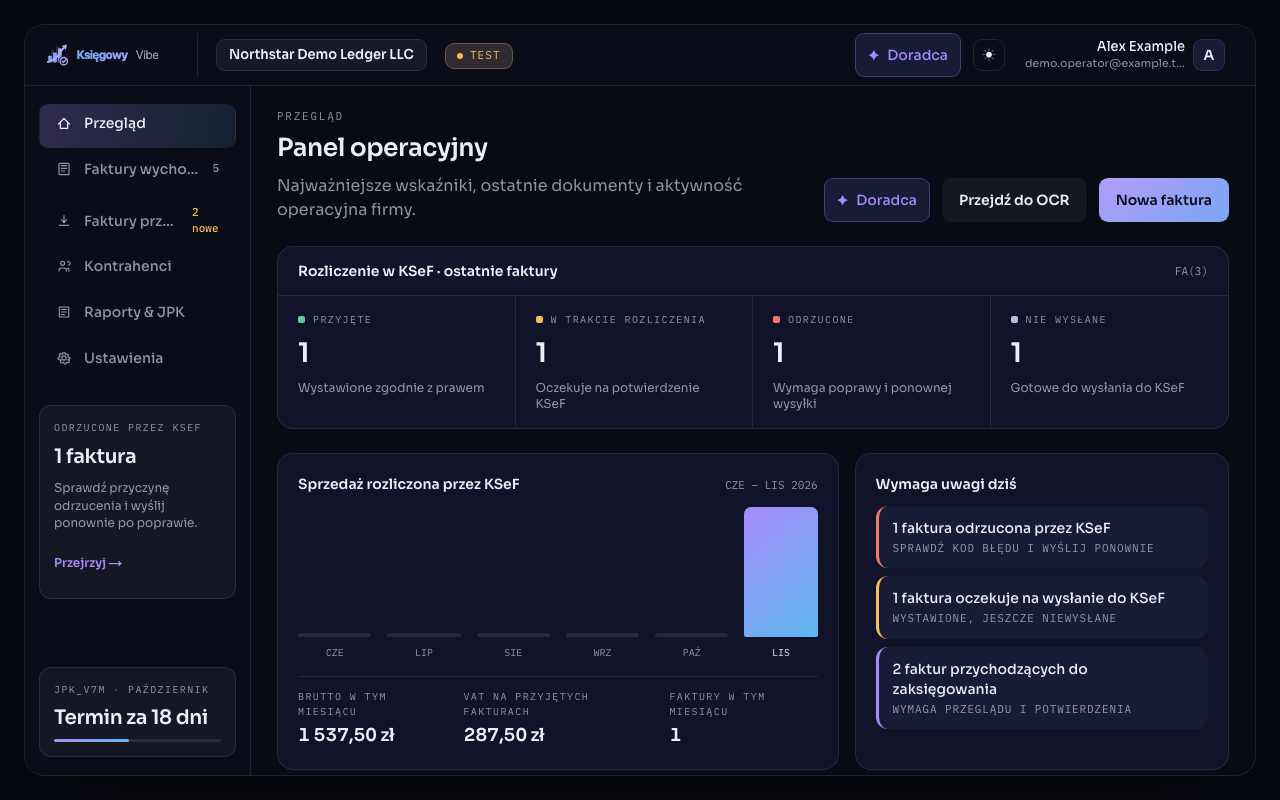 Księgowy Vibe
Northstar Demo Ledger LLC
TEST
Doradca
Alex Example
demo.operator@example.t...
A
Przegląd
Faktury wycho... 5
Faktury prz... 2
nowe
Kontrahenci
Raporty & JPK
Ustawienia
ODRZUCONE PRZEZ KSEF
1 faktura
Sprawdź przyczynę
odrzucenia i wyślij
ponownie po poprawie.
Przejrzyj →
JPK_V7M · PAŹDZIERNIK
Termin za 18 dni
PRZEGLĄD
Panel operacyjny
Najważniejsze wskaźniki, ostatnie dokumenty i aktywność
operacyjna firmy.
Doradca
Przejdź do OCR
Nowa faktura
Rozliczenie w KSeF · ostatnie faktury
FA(3)
PRZYJĘTE
1
Wystawione zgodnie z prawem
W TRAKCIE ROZLICZENIA
1
Oczekuje na potwierdzenie
KSeF
ODRZUCONE
1
Wymaga poprawy i ponownej
wysyłki
NIE WYSŁANE
1
Gotowe do wysłania do KSeF
Sprzedaż rozliczona przez KSeF
CZE – LIS 2026
CZE LIP SIE WRZ PAŹ LIS
BRUTTO W TYM
MIESIĄCU
1 537,50 zł
VAT NA PRZYJĘTYCH
FAKTURACH
287,50 zł
FAKTURY W TYM
MIESIĄCU
1
Wymaga uwagi dziś
1 faktura odrzucona przez KSeF
SPRAWDŹ KOD BŁĘDU I WYŚLIJ PONOWNIE
1 faktura oczekuje na wysłanie do KSeF
WYSTAWIONE, JESZCZE NIEWYSŁANE
2 faktur przychodzących do
zaksięgowania
WYMAGA PRZEGLĄDU I POTWIERDZENIA